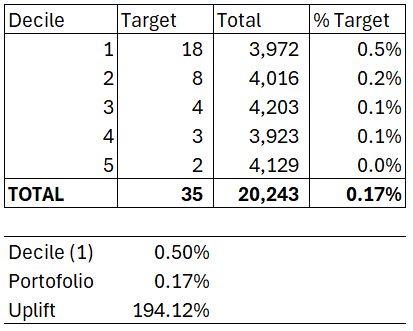 Decile Target Total % Target
1 18 3,972 0.5%
2 8 4,016 0.2%
3 4 4,203 0.1%
4 3 3,923 0.1%
5 2 4,129 0.0%
TOTAL 35 20,243 0.17%
Decile (1) 0.50%
Portofolio 0.17%
Uplift 194.12%